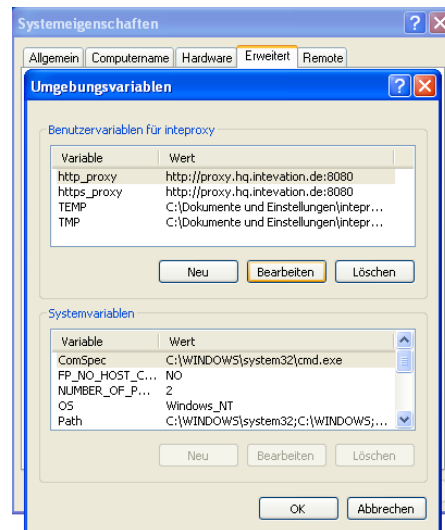 Systemeigenschaften
Allgemein Computername Hardware Erweitert Remote
Umgebungsvariablen
Benutzervariablen für inteproxy
Variable Wert
http_proxy http://proxy.hq.intevation.de:8080
https_proxy http://proxy.hq.intevation.de:8080
TEMP C:\Dokumente und Einstellungen\intepr...
TMP C:\Dokumente und Einstellungen\intepr...
Neu Bearbeiten Löschen
Systemvariablen
Variable Wert
ComSpec C:\WINDOWS\system32\cmd.exe
FP_NO_HOST_C... NO
NUMBER_OF_P... 2
OS Windows_NT
Path C:\WINDOWS\system32;C:\WINDOWS;...
Neu Bearbeiten Löschen
OK Abbrechen